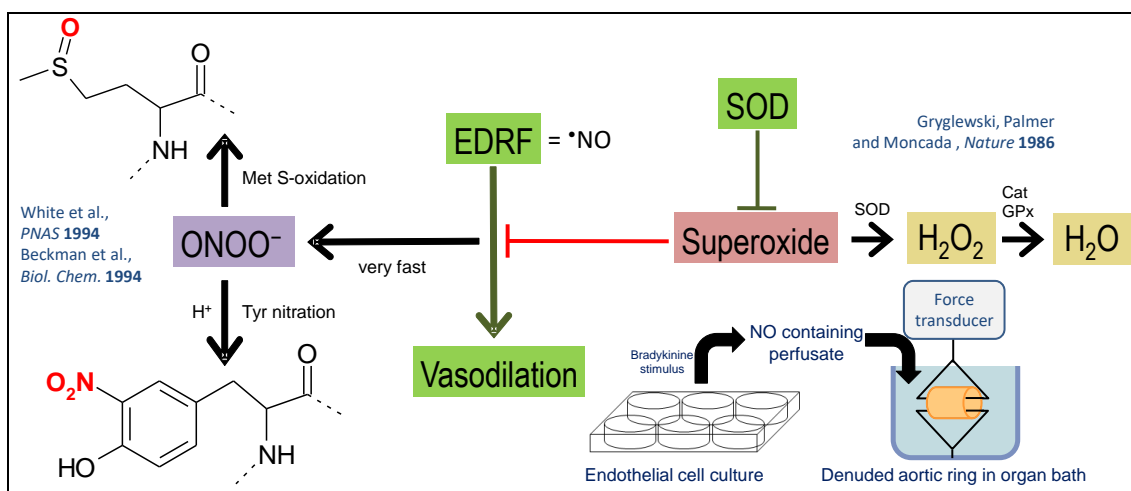 O
S
O
NH
Met S-oxidation
White et al.,
PNAS 1994
Beckman et al.,
Biol. Chem. 1994
ONOO⁻
H⁺ Tyr nitration
O₂N
HO
O
NH
EDRF = •NO
very fast
Vasodilation
SOD
Superoxide
SOD
H₂O₂
Cat
GPx
H₂O
Gryglewski, Palmer
and Moncada , Nature 1986
Bradykinine
stimulus
NO containing
perfusate
Force
transducer
Endothelial cell culture
Denuded aortic ring in organ bath